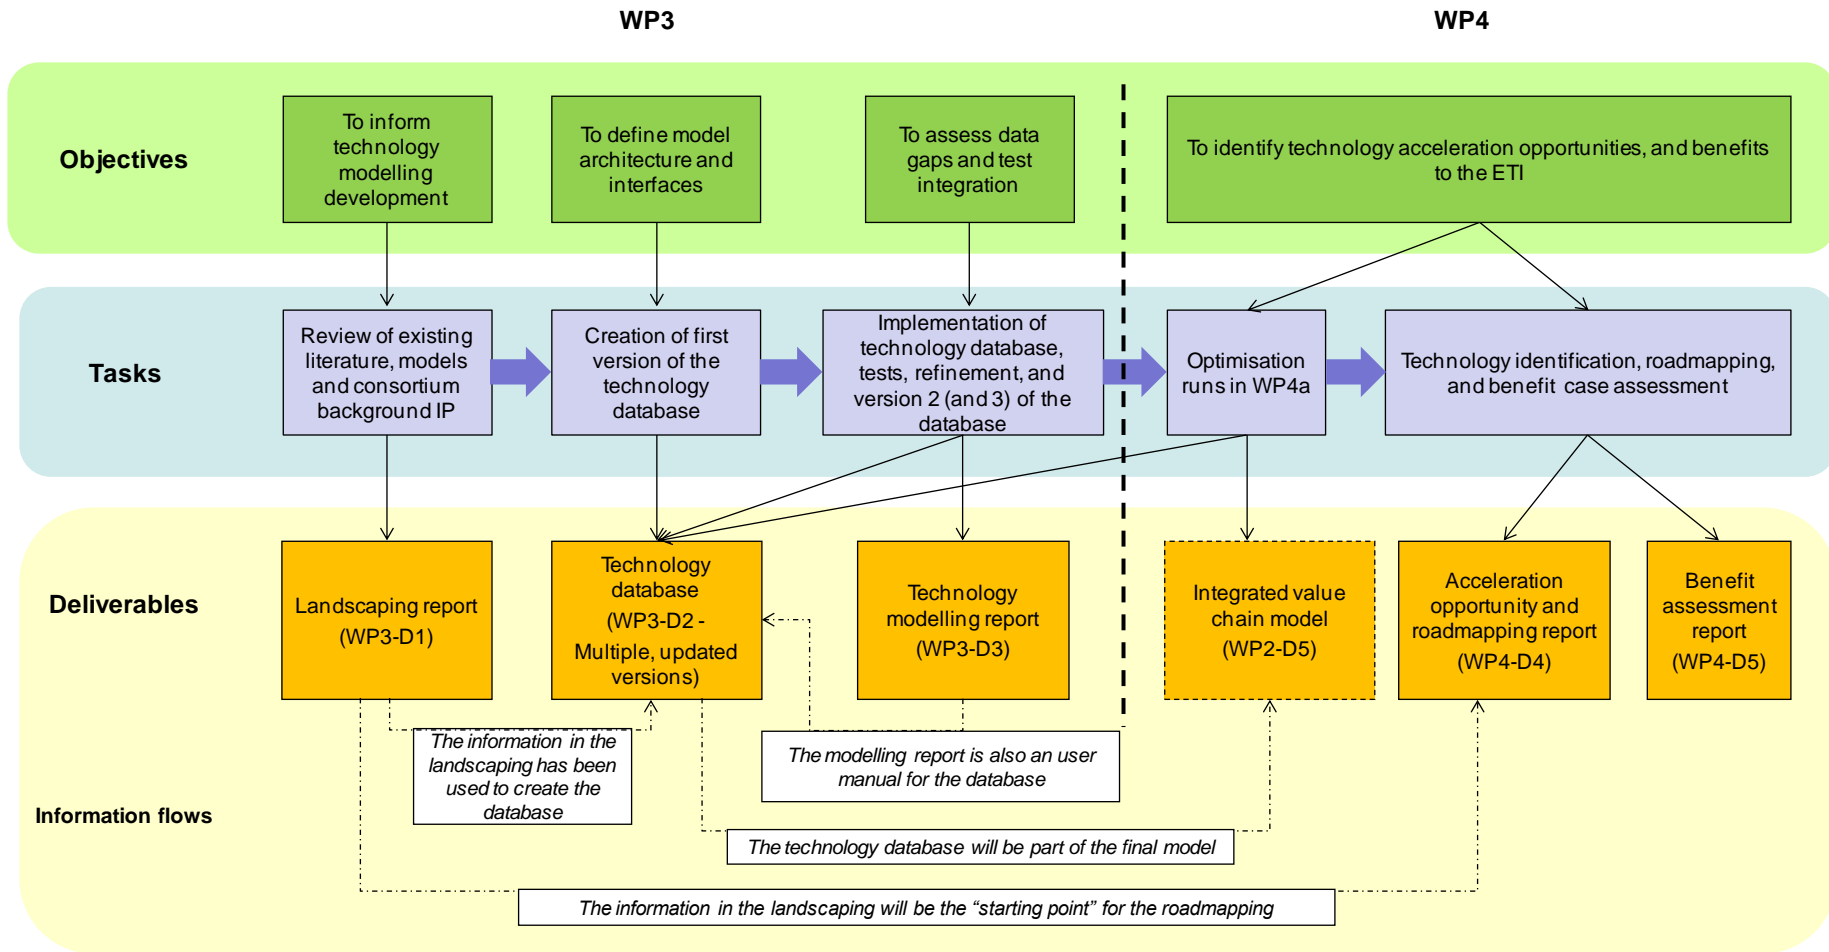 WP3
WP4
Objectives
To inform
technology
modelling
development
To define model
architecture and
interfaces
To assess data
gaps and test
integration
To identify technology acceleration opportunities, and benefits
to the ETI
Tasks
Review of existing
literature, models
and consortium
background IP
Creation of first
version of the
technology
database
Implementation of
technology database,
tests, refinement, and
version 2 (and 3) of the
database
Optimisation
runs in WP4a
Technology identification, roadmapping,
and benefit case assessment
Deliverables
Landscaping report
(WP3-D1)
Technology
database
(WP3-D2 -
Multiple, updated
versions)
Technology
modelling report
(WP3-D3)
Integrated value
chain model
(WP2-D5)
Acceleration
opportunity and
roadmapping report
(WP4-D4)
Benefit
assessment
report
(WP4-D5)
Information flows
The information in the
landscaping has been
used to create the
database
The modelling report is also an user
manual for the database
The technology database will be part of the final model
The information in the landscaping will be the “starting point” for the roadmapping